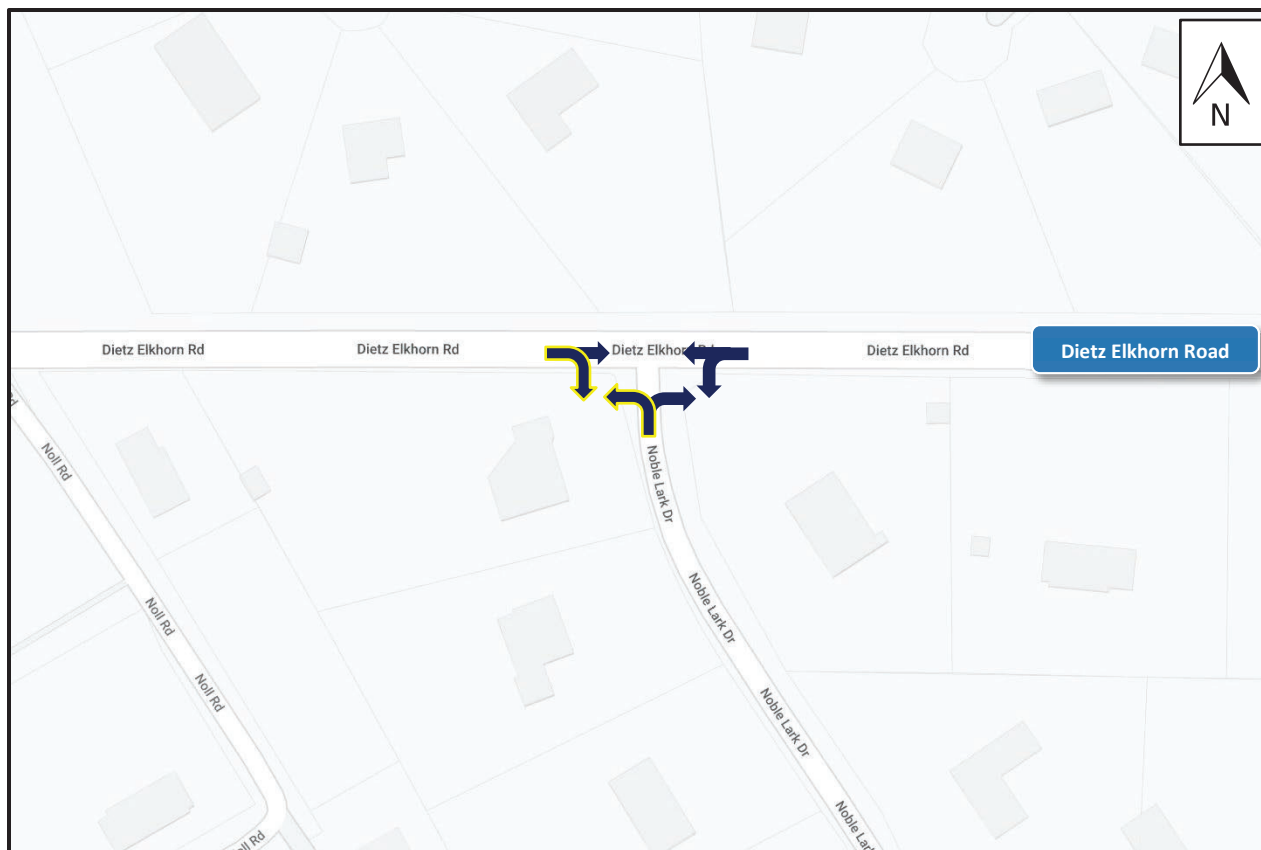 N
Dietz Elkhorn Rd
Dietz Elkhorn Rd
Dietz Elkhorn
Dietz Elkhorn Rd
Dietz Elkhorn Road
Noll Rd
Noble Lark Dr
Noble Lark Dr
Noll Rd
Noll Rd
Noble Lark Dr
Noble
Rd